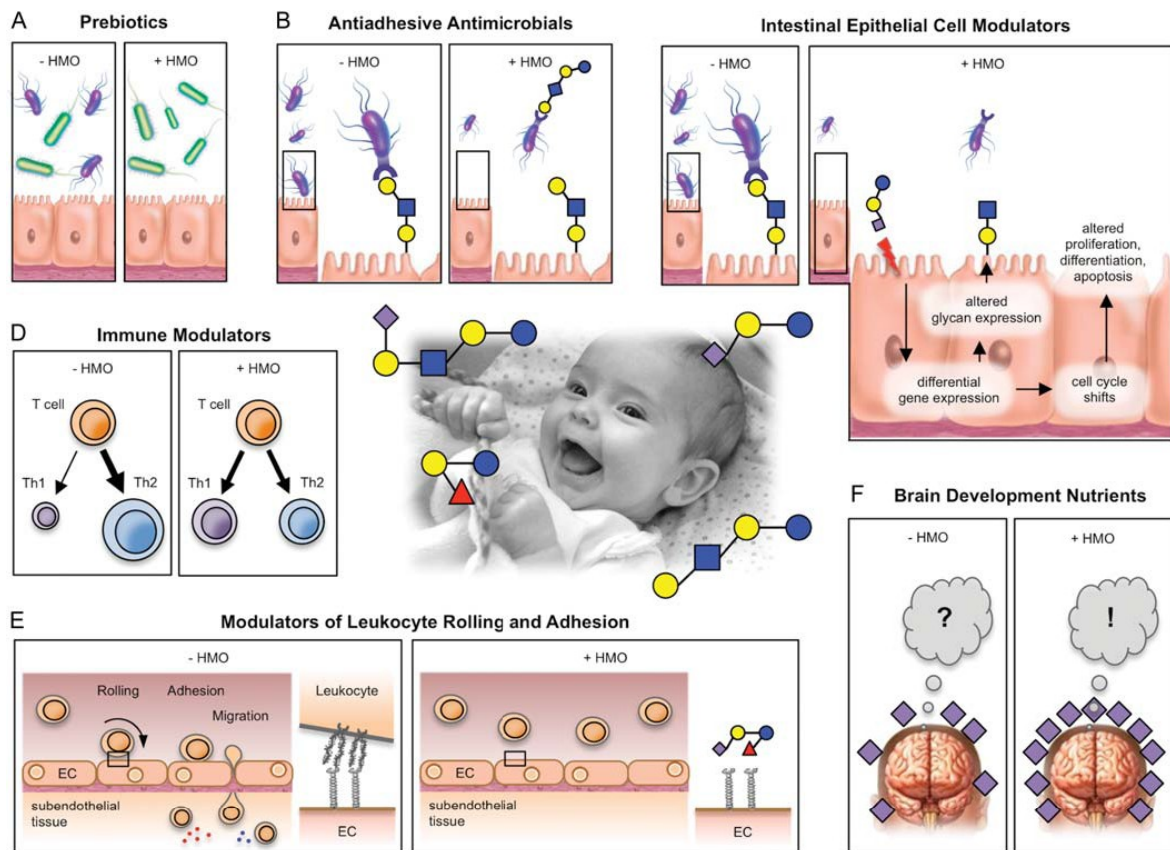 A
Prebiotics
- HMO
+ HMO
B
Antiadhesive Antimicrobials
- HMO
+ HMO
Intestinal Epithelial Cell Modulators
- HMO
+ HMO
altered
proliferation,
differentiation,
apoptosis
altered
glycan expression
differential
gene expression
cell cycle
shifts
D
Immune Modulators
- HMO
+ HMO
T cell
T cell
Th1
Th2
Th1
Th2
E
Modulators of Leukocyte Rolling and Adhesion
- HMO
+ HMO
Rolling
Adhesion
Migration
Leukocyte
EC
subendothelial
tissue
EC
EC
subendothelial
tissue
EC
F
Brain Development Nutrients
- HMO
+ HMO
?
!